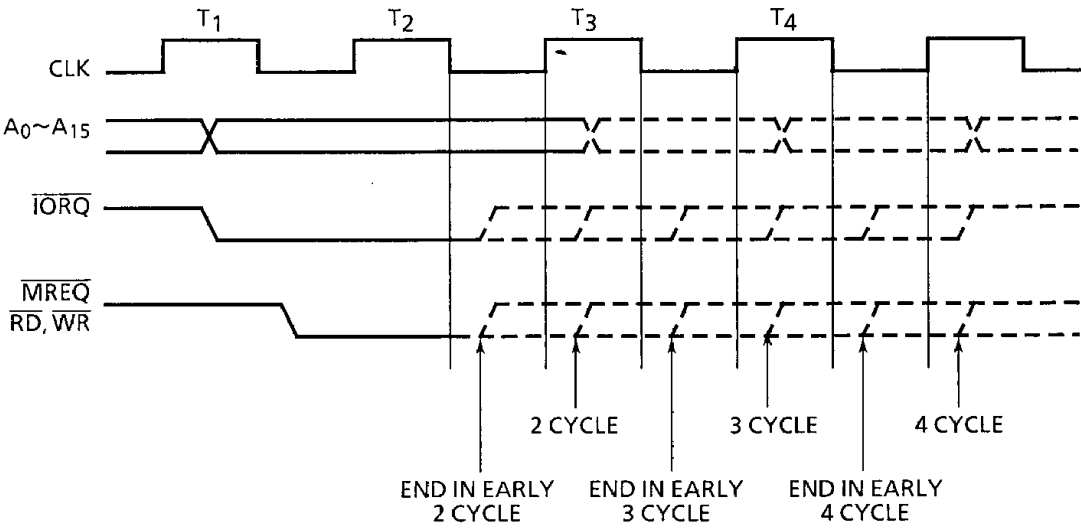 T1 T2 T3 T4
CLK
A0~A15
IORQ
MREQ
RD, WR
2 CYCLE 3 CYCLE 4 CYCLE
END IN EARLY END IN EARLY END IN EARLY
2 CYCLE 3 CYCLE 4 CYCLE